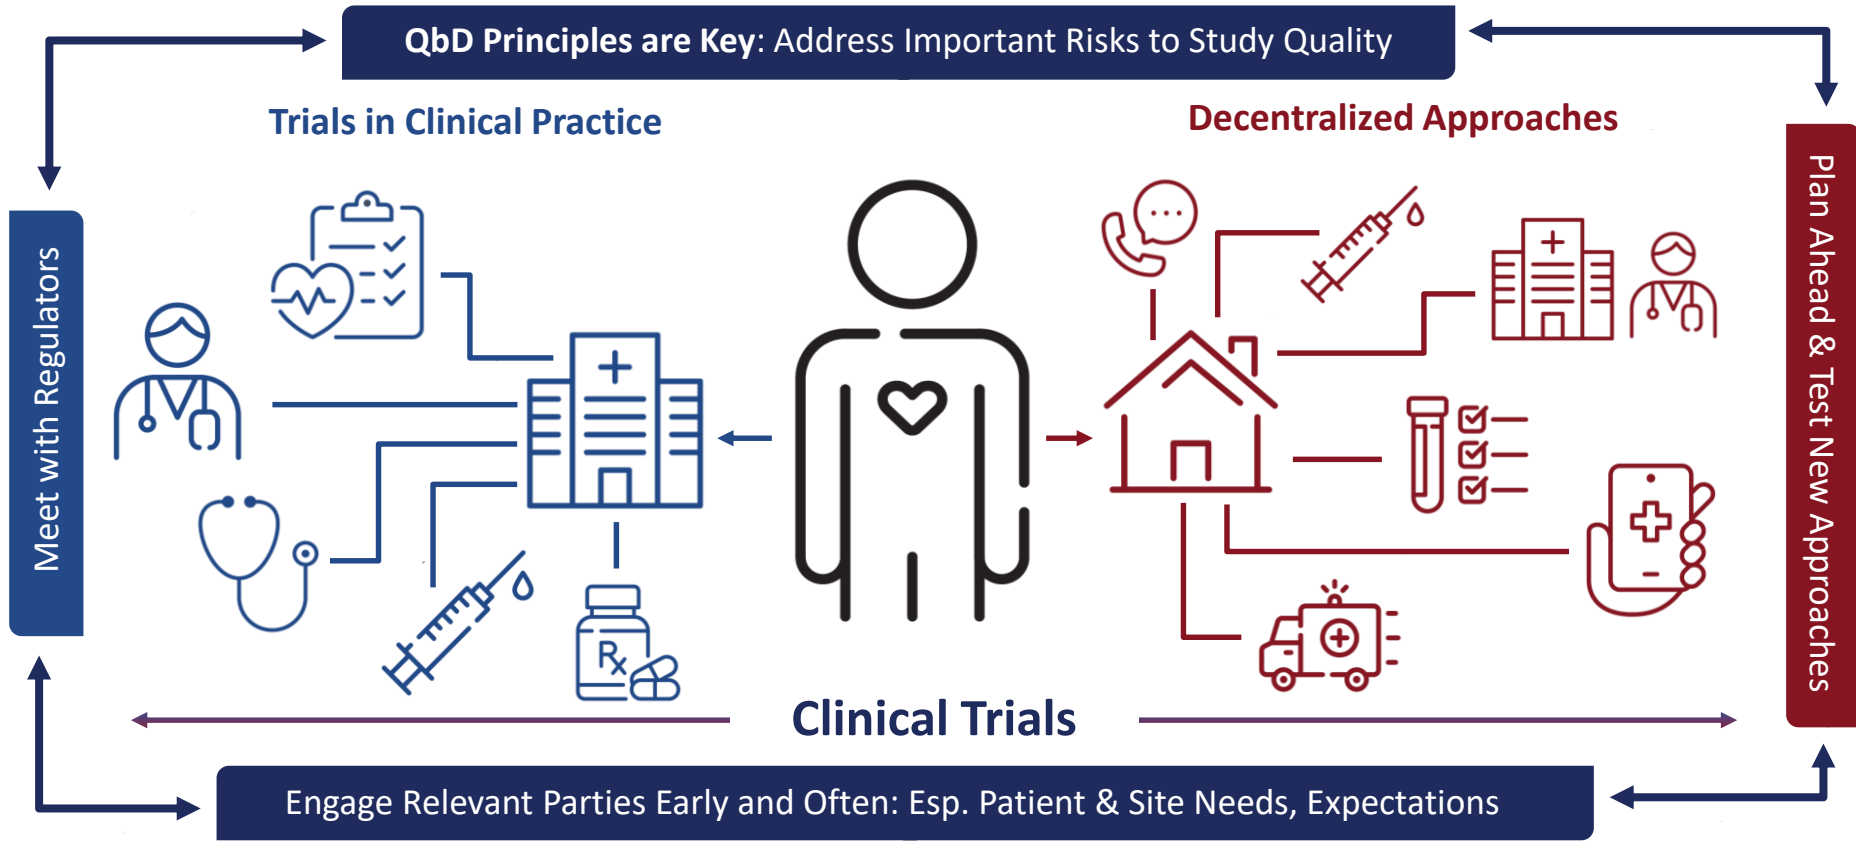 QbD Principles are Key: Address Important Risks to Study Quality
Trials in Clinical Practice
Decentralized Approaches
Meet with Regulators
Plan Ahead & Test New Approaches
Rx
Clinical Trials
Engage Relevant Parties Early and Often: Esp. Patient & Site Needs, Expectations